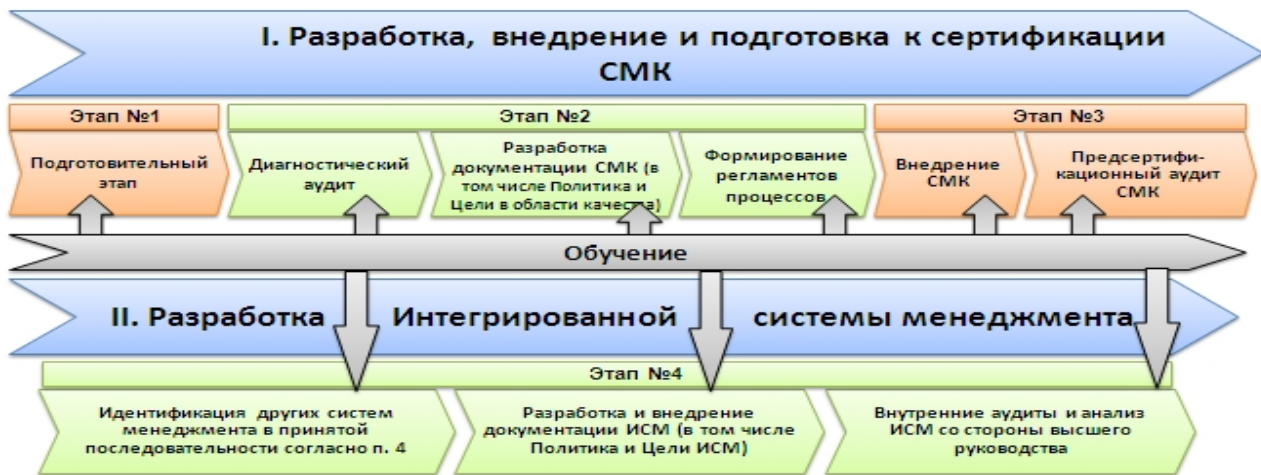 I. Разработка, внедрение и подготовка к сертификации
СМК
Этап №1
Этап №2
Этап №3
Подготовительный
этап
Диагностический
аудит
Разработка
документации СМК (в
том числе Политика и
Цели в области качества)
Формирование
регламентов
процессов
Внедрение
СМК
Предсертифи-
кационный аудит
СМК
Обучение
II. Разработка Интегрированной системы менеджмента
Этап №4
Идентификация других систем
менеджмента в принятой
последовательности согласно п. 4
Разработка и внедрение
документации ИСМ (в том числе
Политика и Цели ИСМ)
Внутренние аудиты и анализ
ИСМ со стороны высшего
руководства